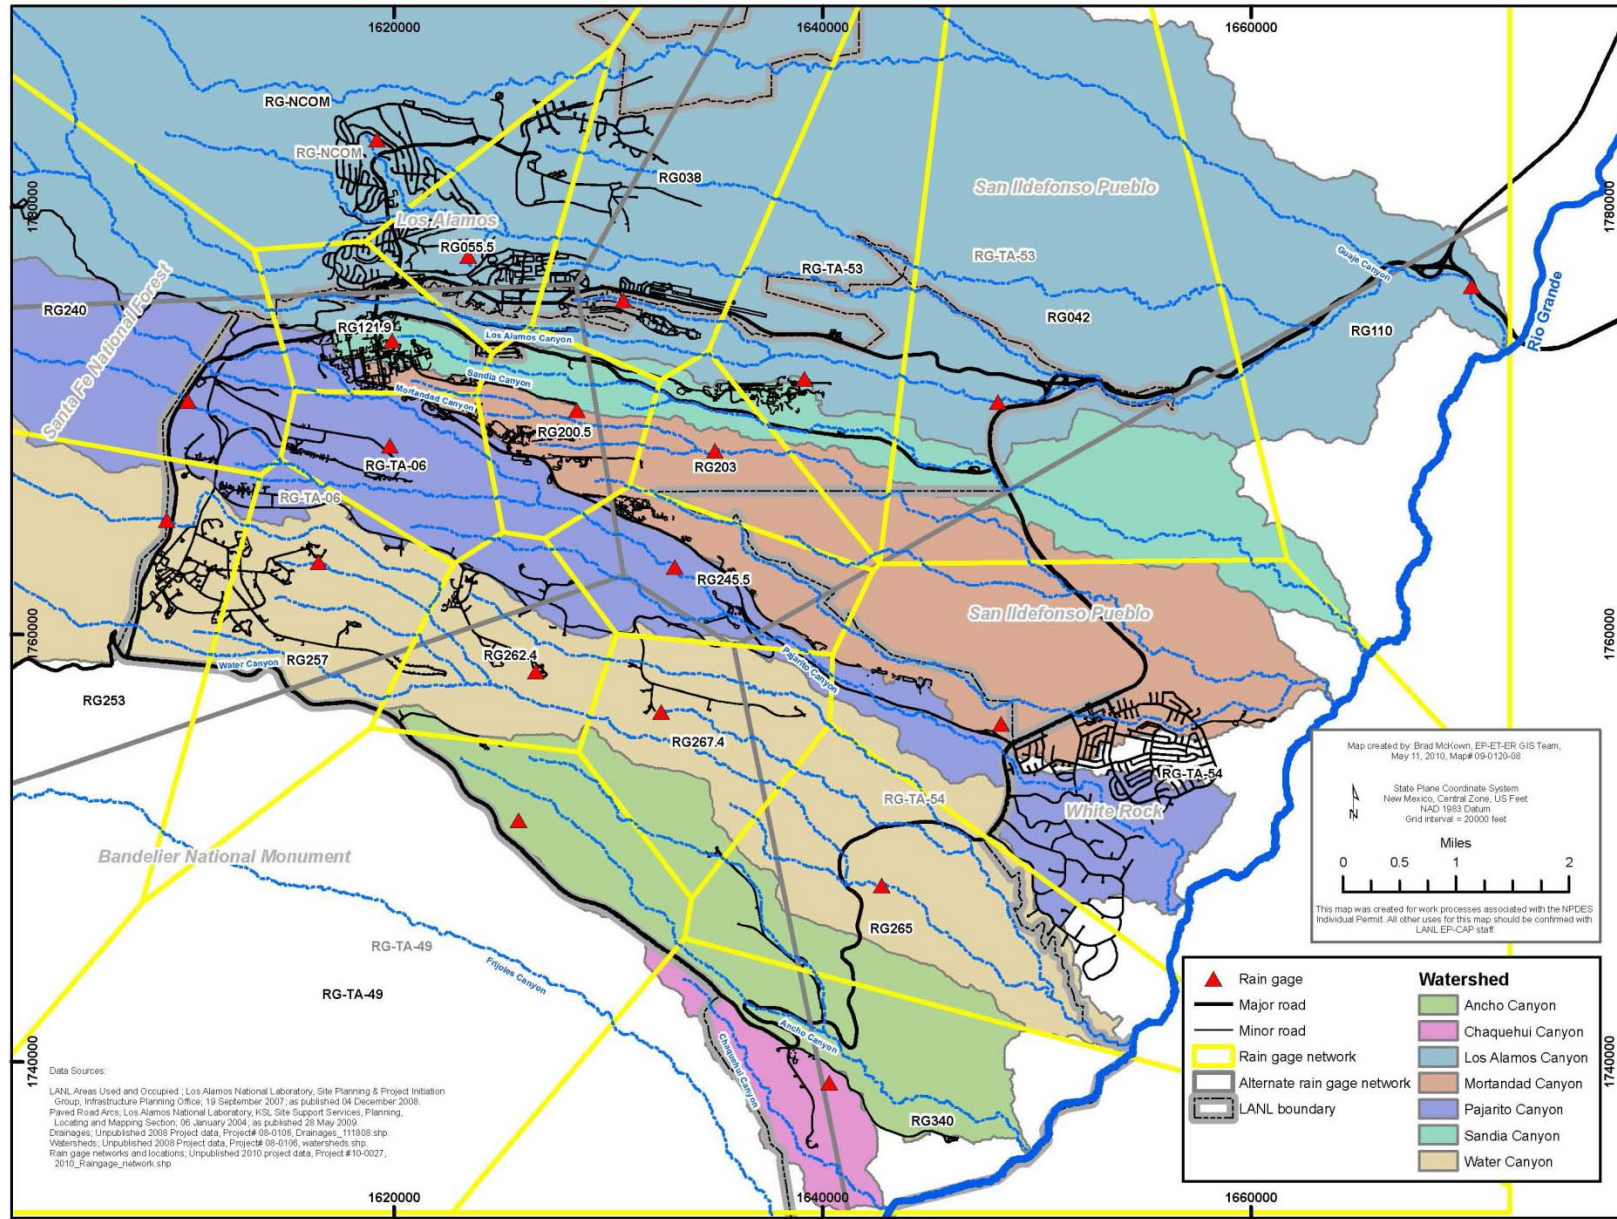 1620000
1640000
1660000
RG-NCOM
RG-NCOM
RG038
San Ildefonso Pueblo
1780000
1780000
Los Alamos
RG055.5
RG-TA-53
RG-TA-53
Guaje Canyon
Santa Fe National Forest
RG240
RG121.9
Los Alamos Canyon
RG042
RG110
Rio Grande
Sandia Canyon
Mortandad Canyon
RG200.5
RG-TA-06
RG203
RG-TA-06
RG245.5
San Ildefonso Pueblo
1760000
1760000
Water Canyon
RG257
RG262.4
Pajarito Canyon
RG253
RG267.4
RG-TA-54
RG-TA-54
White Rock
Map created by: Brad McKown, EP-ET-ER GIS Team,
May 11, 2010, Map# 09-0120-08
State Plane Coordinate System
New Mexico, Central Zone, US Feet
NAD 1983 Datum
Grid interval = 20000 feet
N
Miles
0 0.5 1 2
This map was created for work processes associated with the NPDES
Individual Permit. All other uses for this map should be confirmed with
LANL EP-CAP staff.
Bandelier National Monument
RG-TA-49
RG265
Frijoles Canyon
RG-TA-49
Ancho Canyon
Chaquehui Canyon
RG340
1740000
1740000
Rain gage
Major road
Minor road
Rain gage network
Alternate rain gage network
LANL boundary
Watershed
Ancho Canyon
Chaquehui Canyon
Los Alamos Canyon
Mortandad Canyon
Pajarito Canyon
Sandia Canyon
Water Canyon
Data Sources:
LANL Areas Used and Occupied ; Los Alamos National Laboratory, Site Planning & Project Initiation
Group, Infrastructure Planning Office; 19 September 2007; as published 04 December 2008.
Paved Road Arcs; Los Alamos National Laboratory, KSL Site Support Services, Planning,
Locating and Mapping Section; 06 January 2004; as published 28 May 2009.
Drainages; Unpublished 2008 Project data, Project# 08-0106, Drainages_111808.shp.
Watersheds; Unpublished 2008 Project data, Project# 08-0106, watersheds.shp.
Rain gage networks and locations; Unpublished 2010 project data, Project #10-0027,
2010_Raingage_network.shp
1620000
1640000
1660000